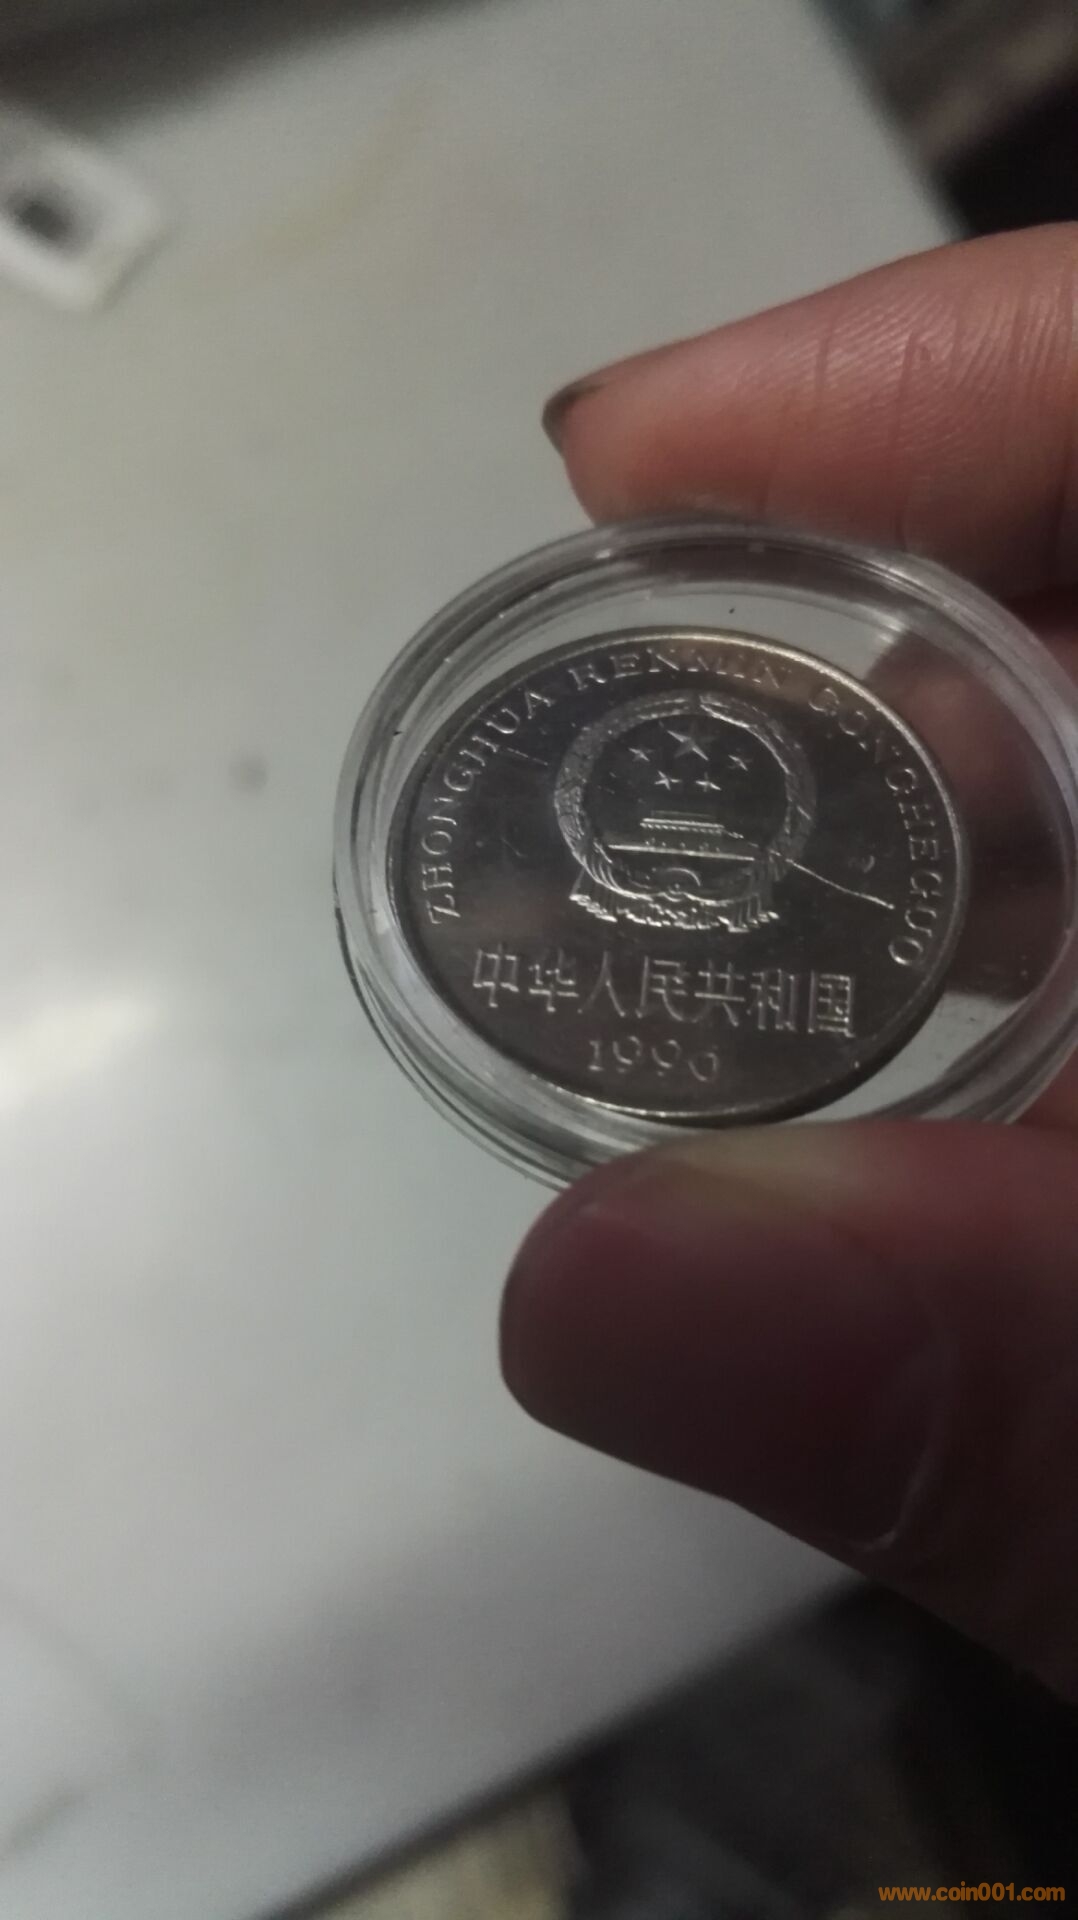 ZHONGHUA RENMIN GONGHEGUO
中华人民共和国
1996
www.coin001.com